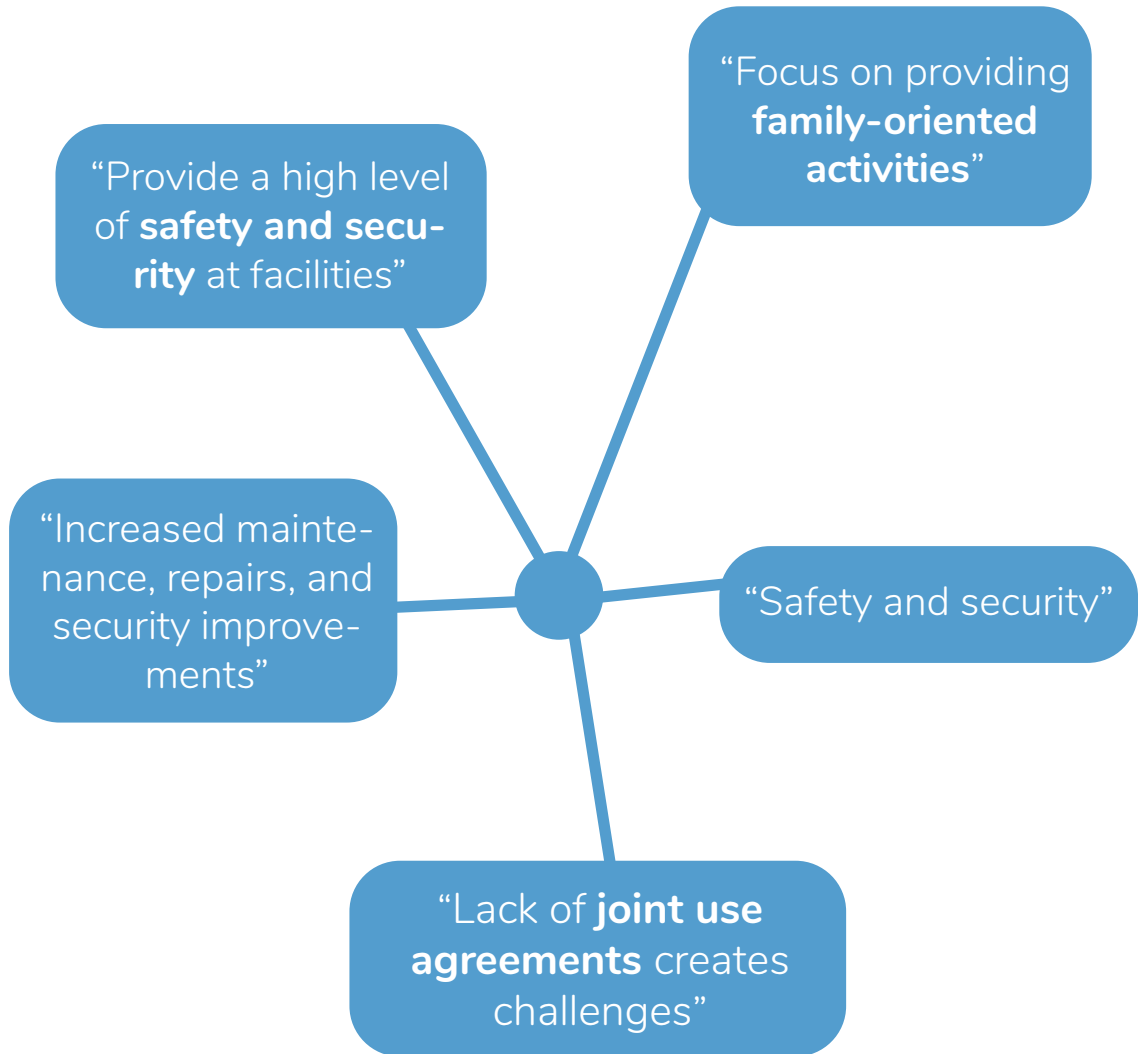 “Focus on providing
family-oriented
activities”
“Provide a high level
of safety and secu-
rity at facilities”
“Increased mainte-
nance, repairs, and
security improve-
ments”
“Safety and security”
“Lack of joint use
agreements creates
challenges”